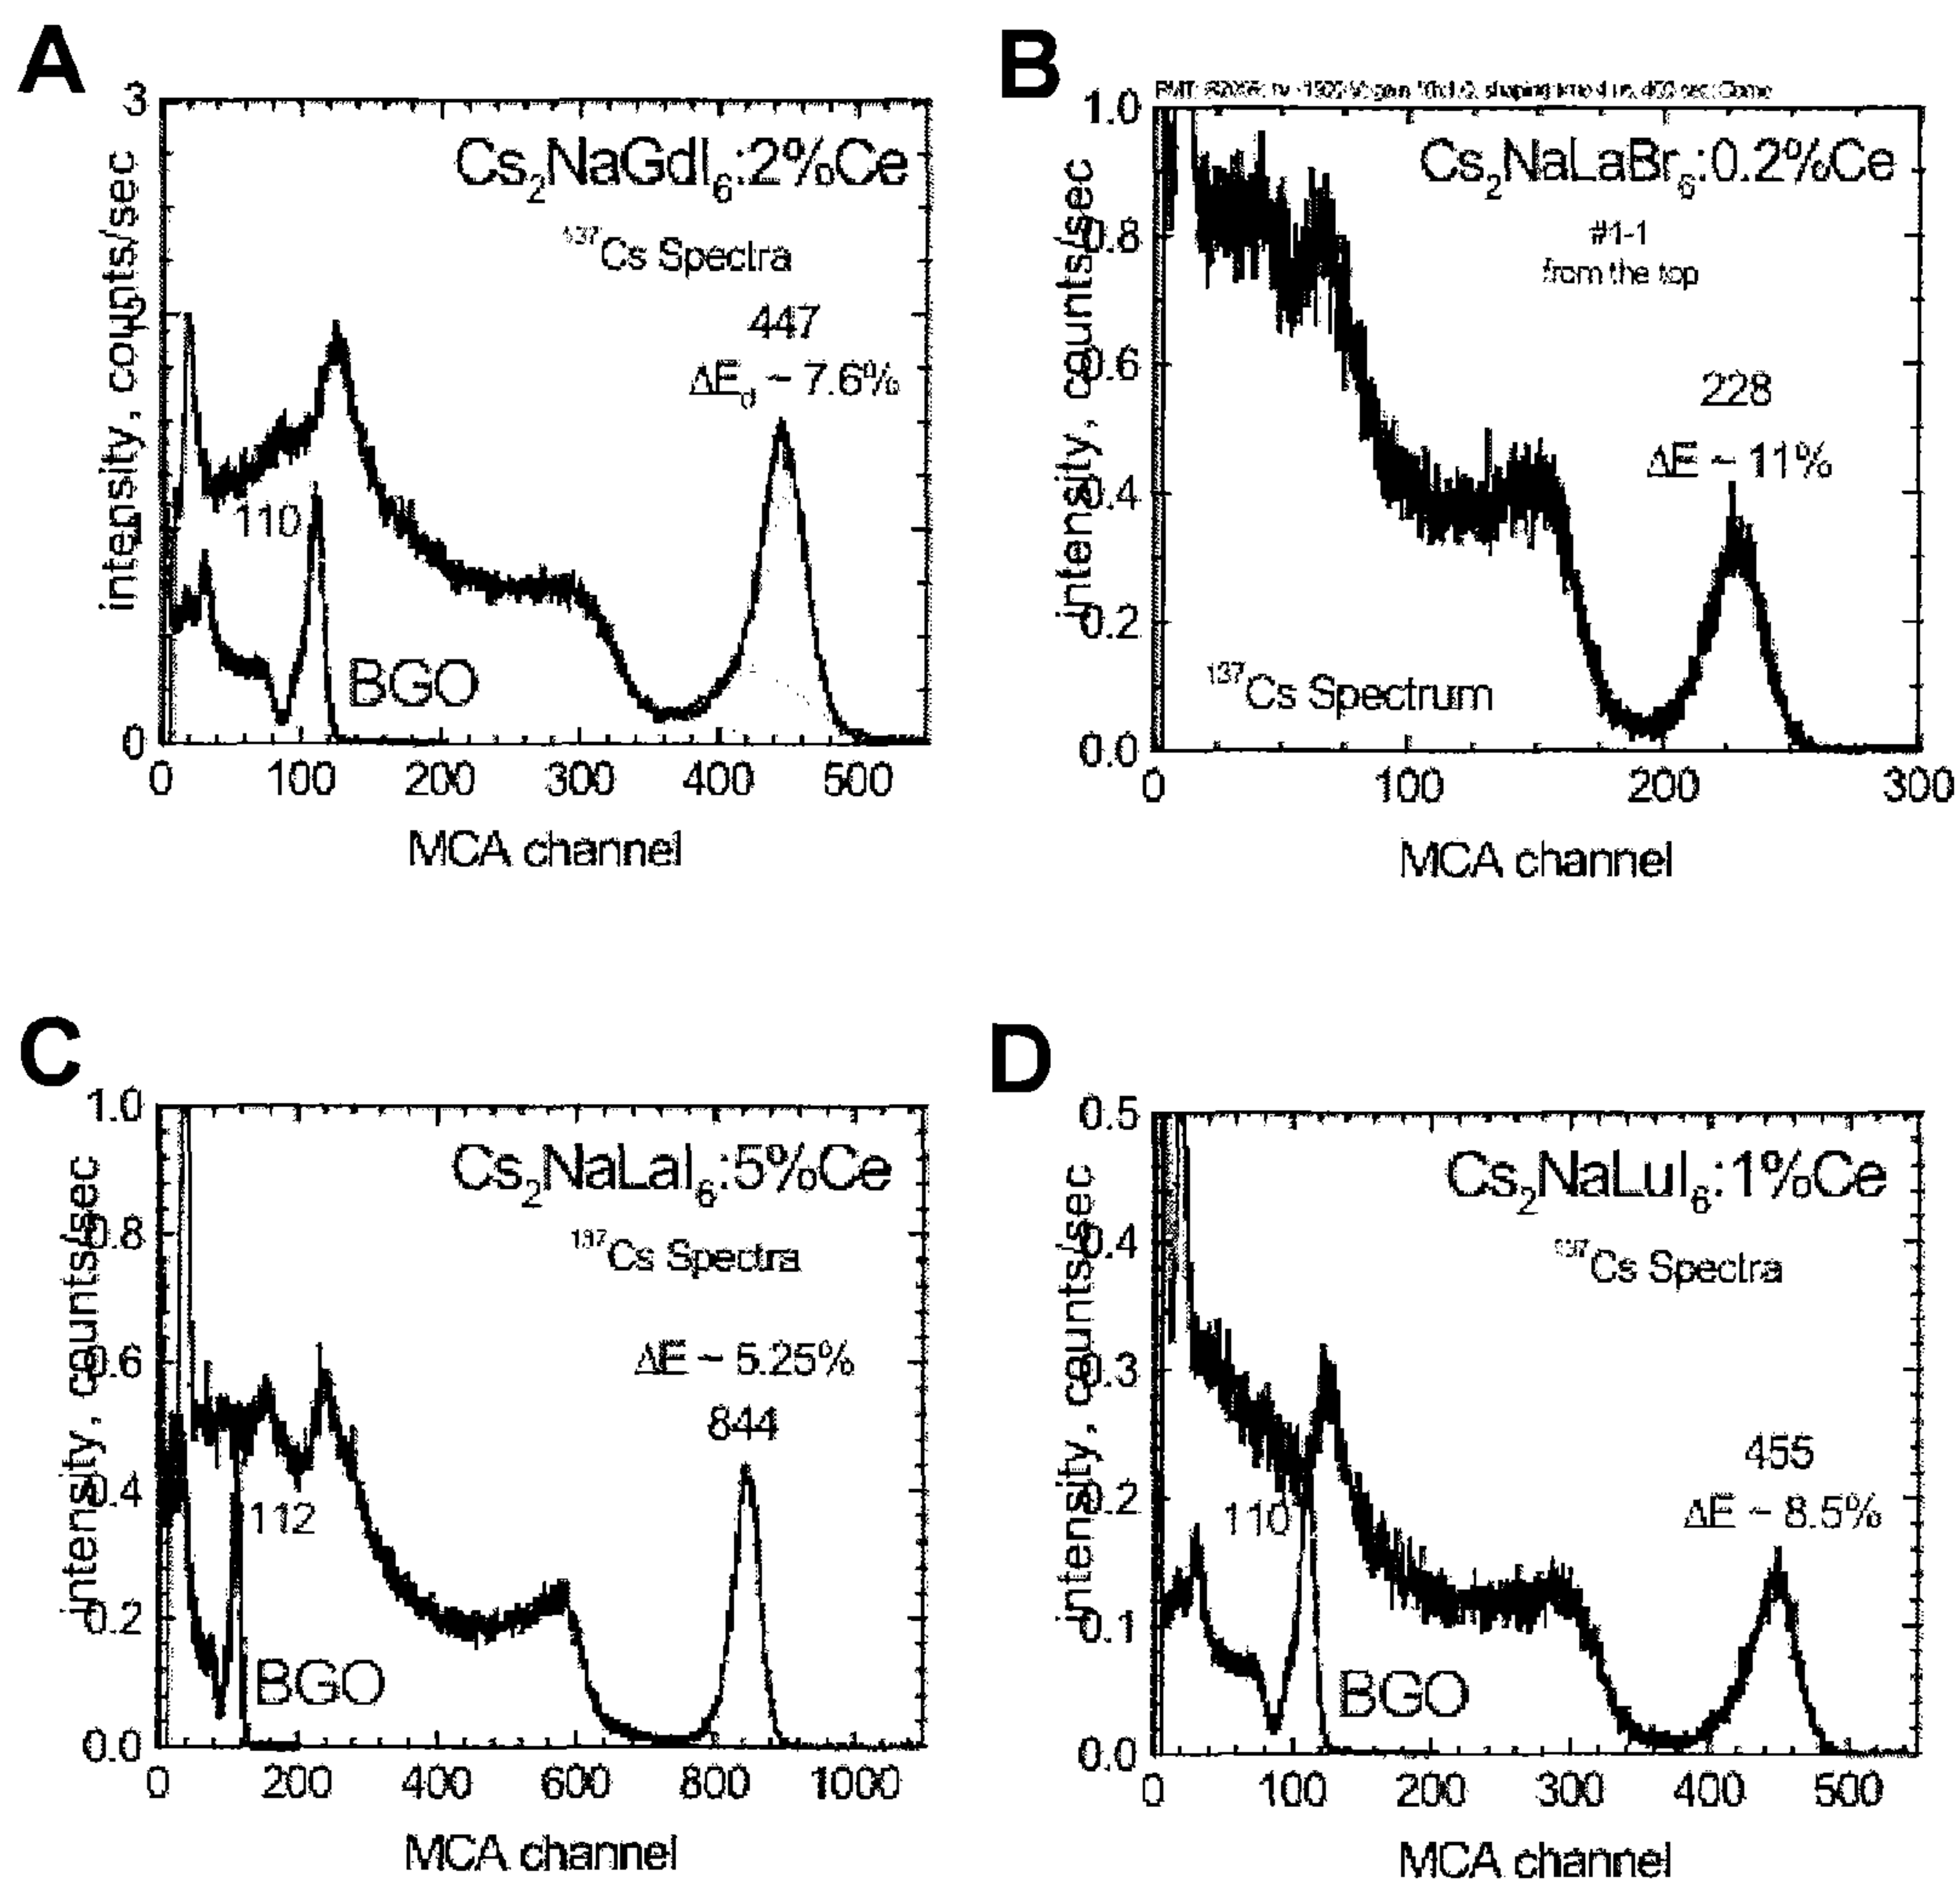 A
3
2
1
0
intensity, counts/sec
Cs2NaGdI6:2%Ce
137Cs Spectra
447
ΔEd ~ 7.6%
110
BGO
0 100 200 300 400 500
MCA channel
B
1.0
0.8
0.6
0.4
0.2
0.0
intensity, counts/sec
Cs2NaLaBr6:0.2%Ce
#1-1
from the top
228
ΔE ~ 11%
137Cs Spectrum
0 100 200 300
MCA channel
C
1.0
0.8
0.6
0.4
0.2
0.0
intensity, counts/sec
Cs2NaLaI6:5%Ce
137Cs Spectra
ΔE ~ 5.25%
844
112
BGO
0 200 400 600 800 1000
MCA channel
D
0.5
0.4
0.3
0.2
0.1
0.0
intensity, counts/sec
Cs2NaLuI6:1%Ce
137Cs Spectra
455
ΔE ~ 8.5%
110
BGO
0 100 200 300 400 500
MCA channel